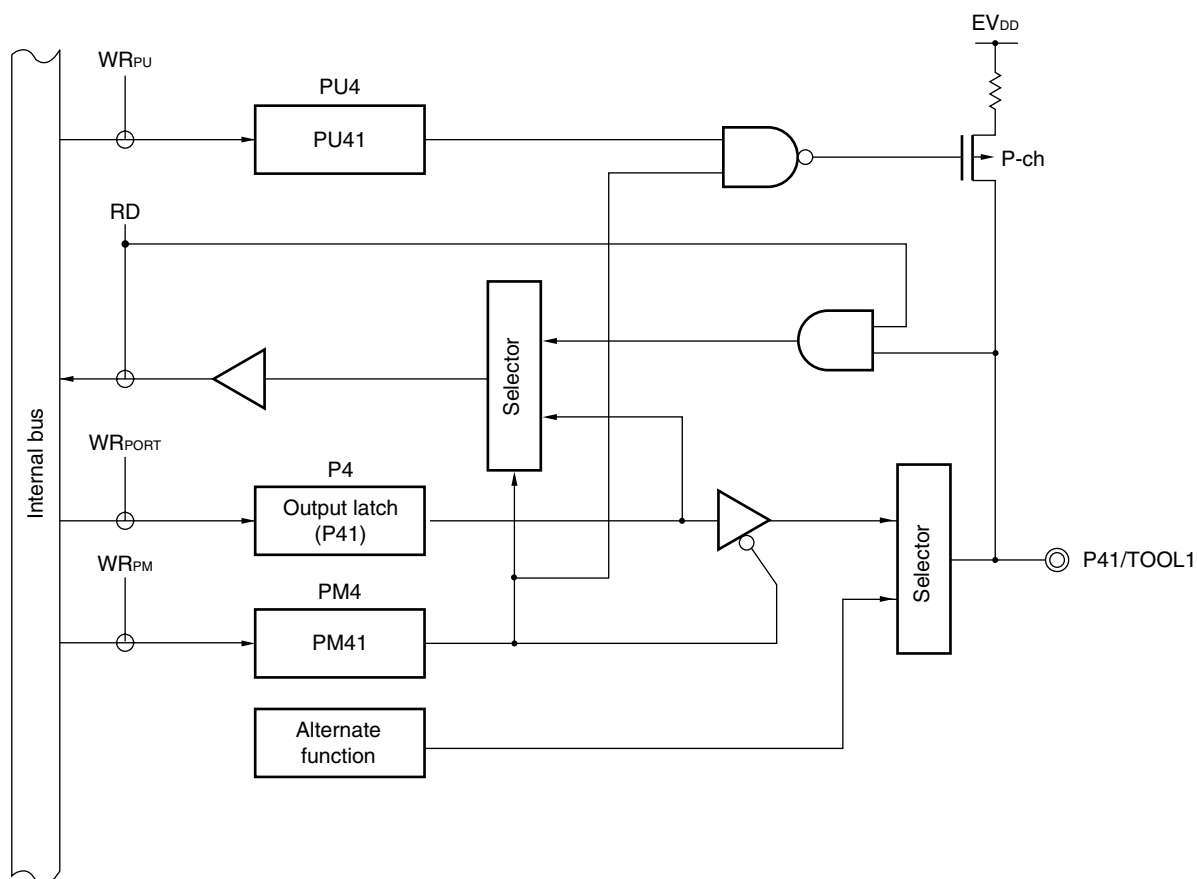 EVDD
WRPU
PU4
PU41
P-ch
RD
Selector
Internal bus
WRPORT
P4
Output latch
(P41)
Selector
P41/TOOL1
WRPM
PM4
PM41
Alternate
function